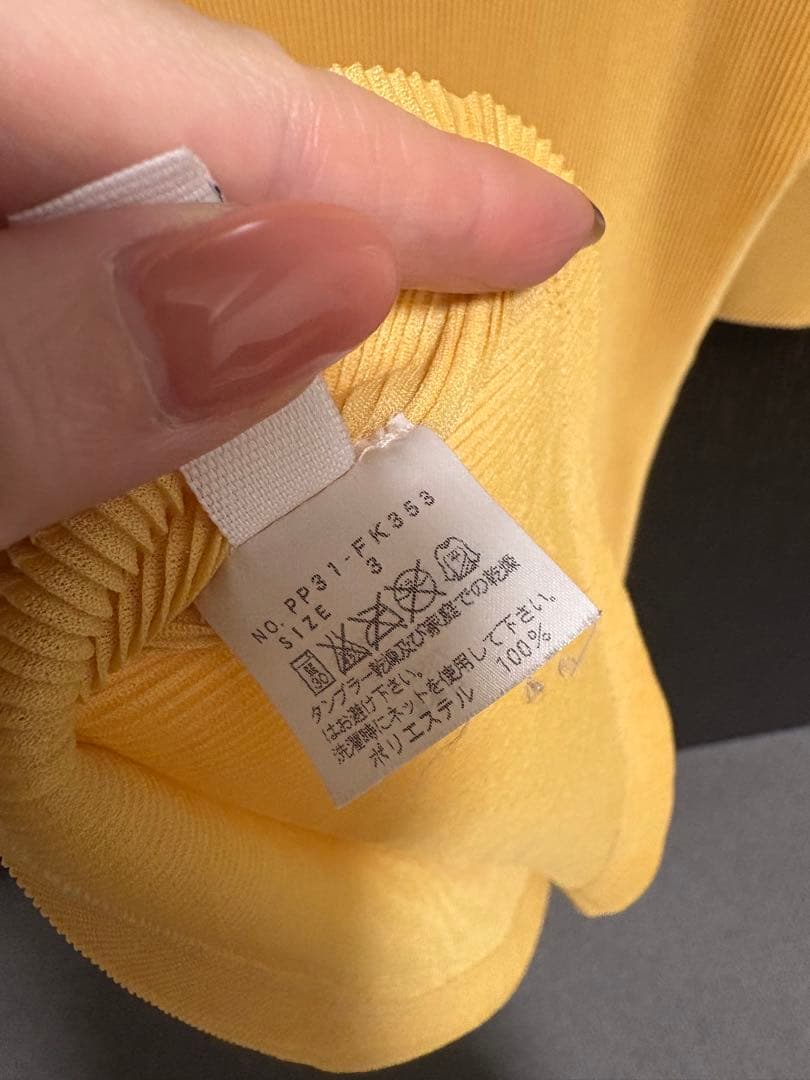 NO. PP31-FK353
SIZE 3
タンブラー乾燥及び家庭での乾燥
はお避け下さい。
洗濯時にネットを使用して下さい。
ポリエステル 100%